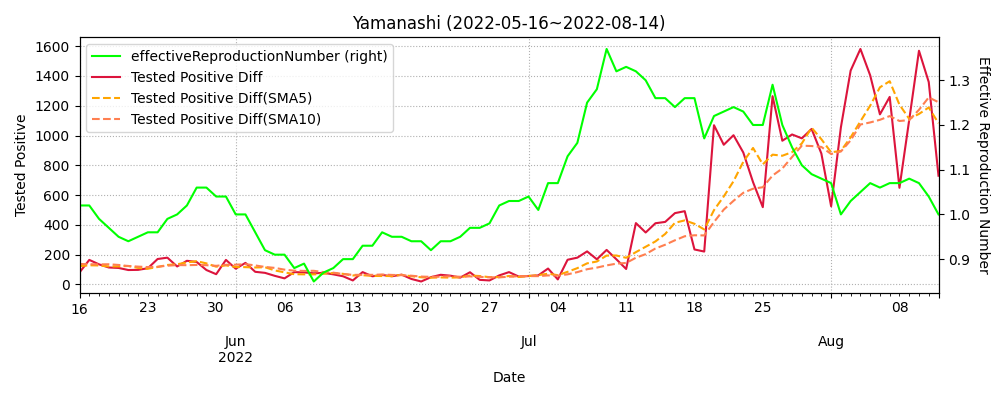 Yamanashi (2022-05-16~2022-08-14)
effectiveReproductionNumber (right)
Tested Positive Diff
Tested Positive Diff(SMA5)
Tested Positive Diff(SMA10)
Tested Positive
1600
1400
1200
1000
800
600
400
200
0
Effective Reproduction Number
1.3
1.2
1.1
1.0
0.9
16 23 30 06 13 20 27 04 11 18 25 08
Jun Jul Aug
2022
Date